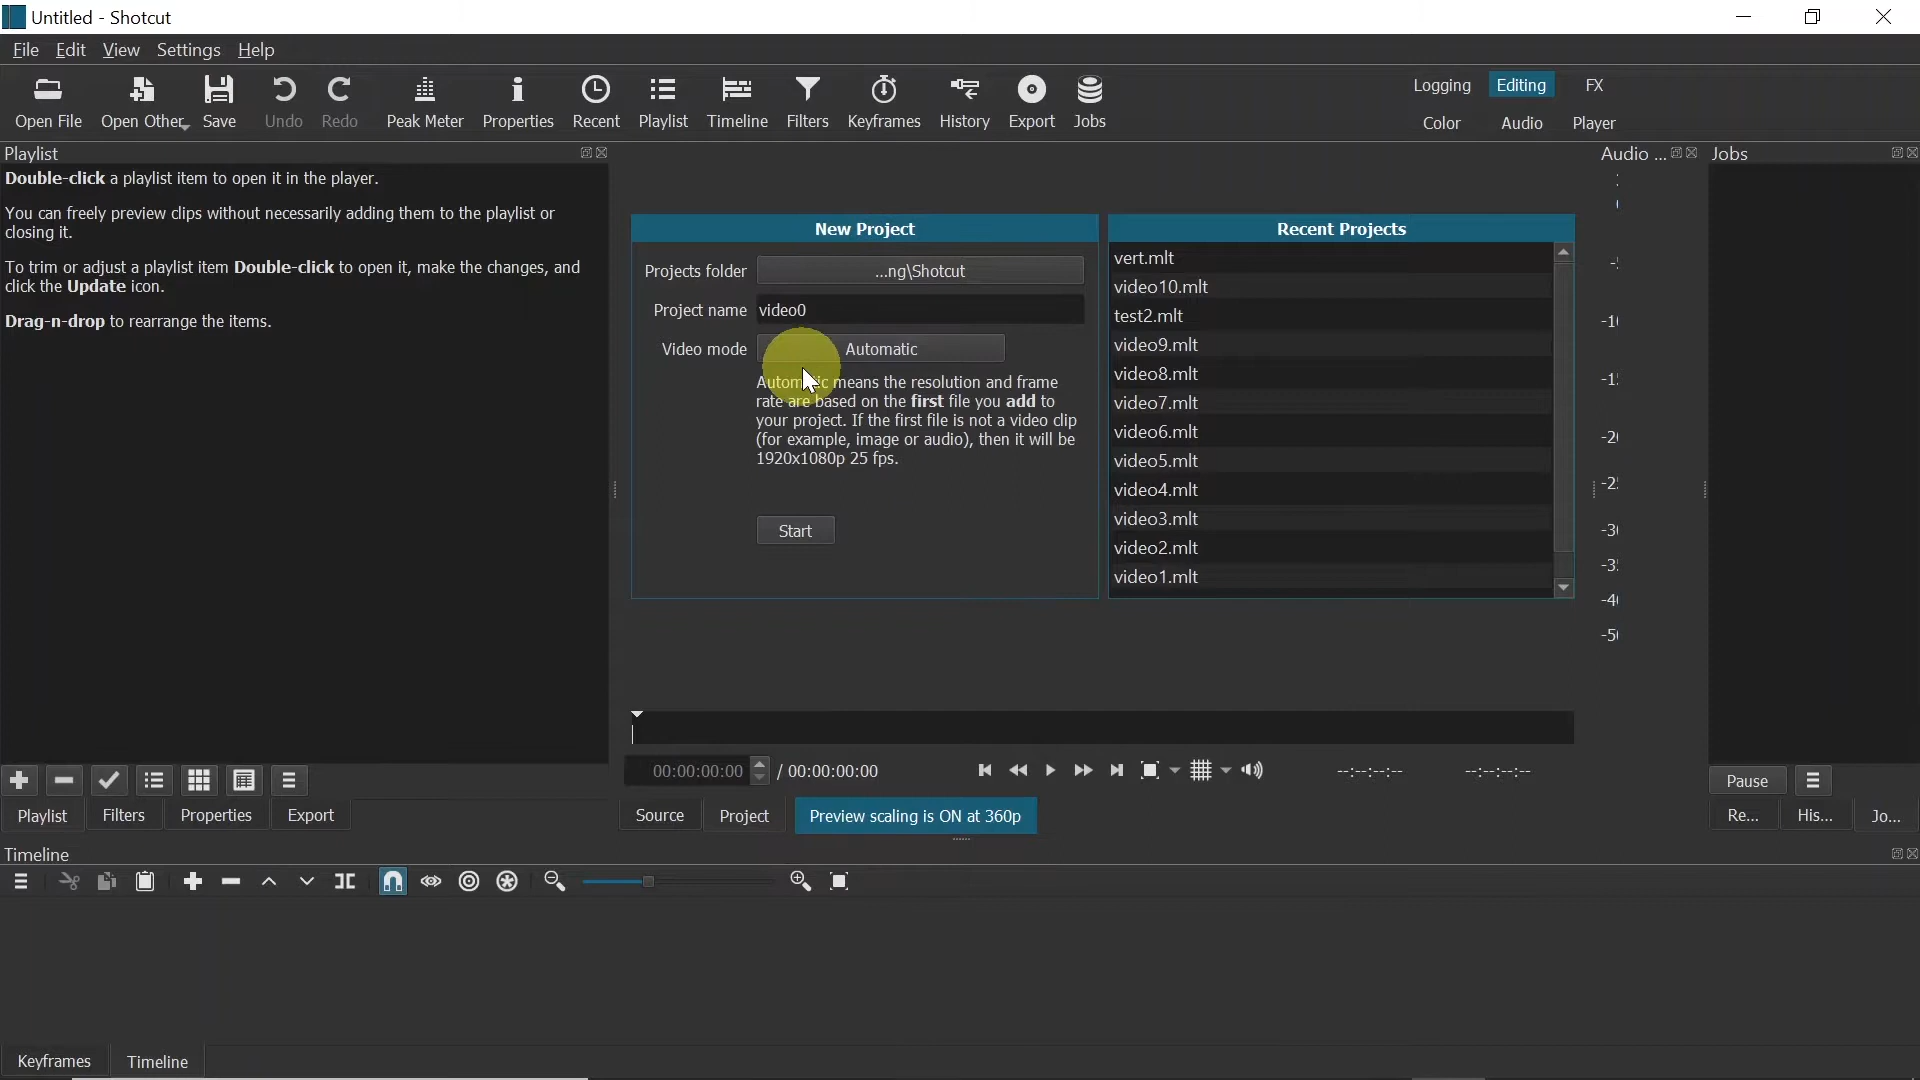 Untitled - Shotcut
File Edit View Settings Help
Open File Open Other Save Undo Redo Peak Meter Properties Recent Playlist Timeline Filters Keyframes History Export Jobs
Logging Editing FX
Color Audio Player
Playlist
Double-click a playlist item to open it in the player.
You can freely preview clips without necessarily adding them to the playlist or
closing it.
To trim or adjust a playlist item Double-click to open it, make the changes, and
click the Update icon.
Drag-n-drop to rearrange the items.
New Project
Projects folder ...ng\Shotcut
Project name video0
Video mode Automatic
means the resolution and frame
rate are based on the first file you add to
your project. If the first file is not a video clip
(for example, image or audio), then it will be
1920x1080p 25 fps.
Start
Recent Projects
vert.mlt
video10.mlt
test2.mlt
video9.mlt
video8.mlt
video7.mlt
video6.mlt
video5.mlt
video4.mlt
video3.mlt
video2.mlt
video1.mlt
Audio ...
Jobs
00:00:00:00 / 00:00:00:00 --:--:--:-- --:--:--:--
Pause
Playlist Filters Properties Export
Source Project Preview scaling is ON at 360p
Re... His... Jo...
Timeline
Keyframes Timeline